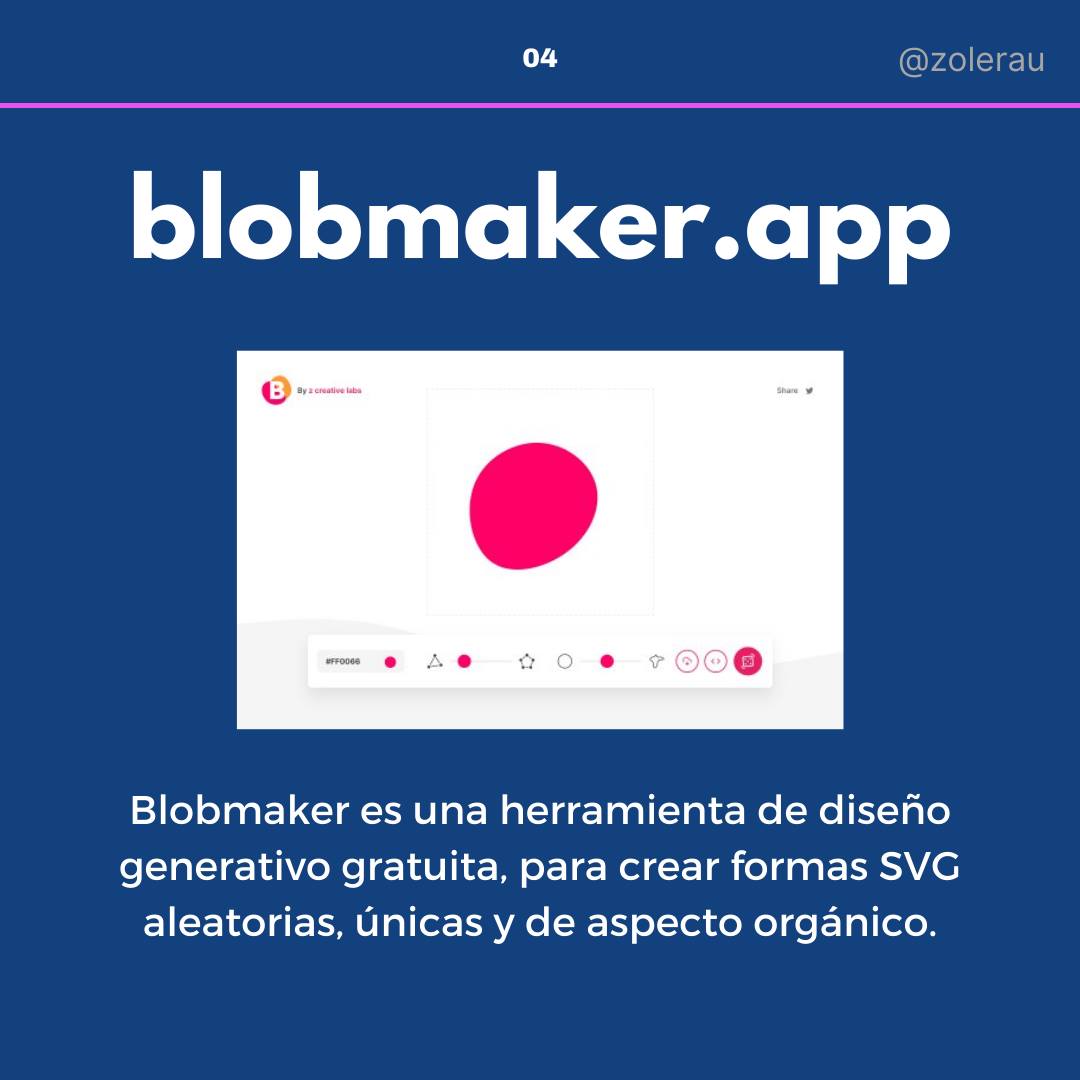 04
@zolerau
blobmaker.app
B
By z creative labs
Share
#FF0066
Blobmaker es una herramienta de diseño
generativo gratuita, para crear formas SVG
aleatorias, únicas y de aspecto orgánico.